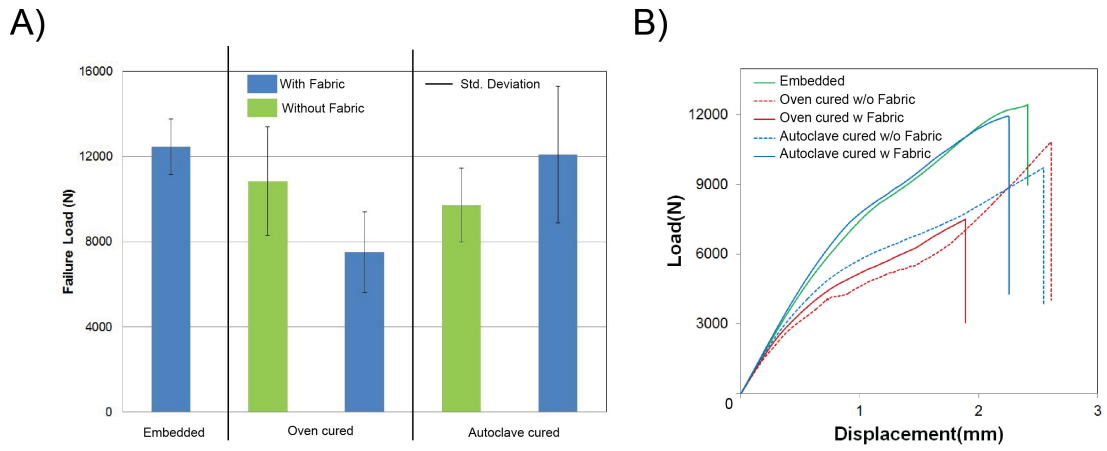 A)
16000
12000
8000
4000
0
Failure Load (N)
With Fabric
Without Fabric
Std. Deviation
Embedded
Oven cured
Autoclave cured
B)
12000
9000
6000
3000
0
Load(N)
Embedded
Oven cured w/o Fabric
Oven cured w Fabric
Autoclave cured w/o Fabric
Autoclave cured w Fabric
1
2
3
Displacement(mm)